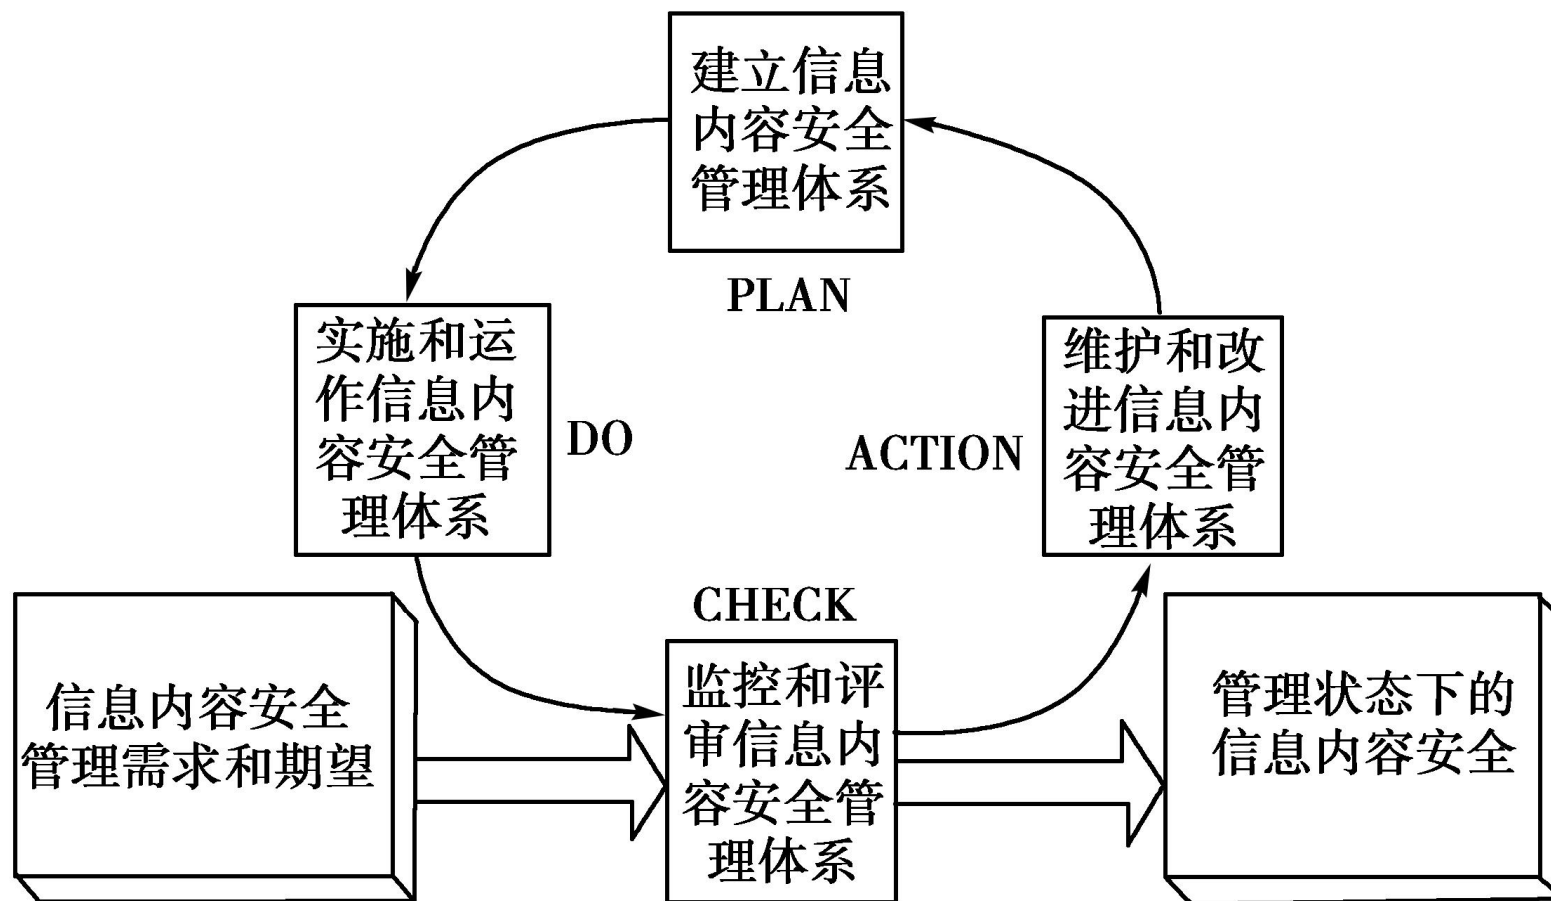 建立信息
内容安全
管理体系
PLAN
实施和运
作信息内
容安全管
理体系
DO
ACTION
维护和改
进信息内
容安全管
理体系
CHECK
信息内容安全
管理需求和期望
监控和评
审信息内
容安全管
理体系
管理状态下的
信息内容安全